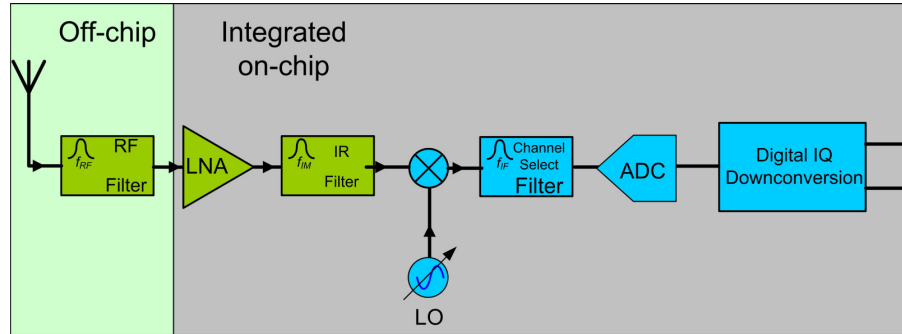 Off-chip
Integrated
on-chip
f_RF
RF
Filter
LNA
f_IM
IR
Filter
f_IF
Channel
Select
Filter
ADC
Digital IQ
Downconversion
LO